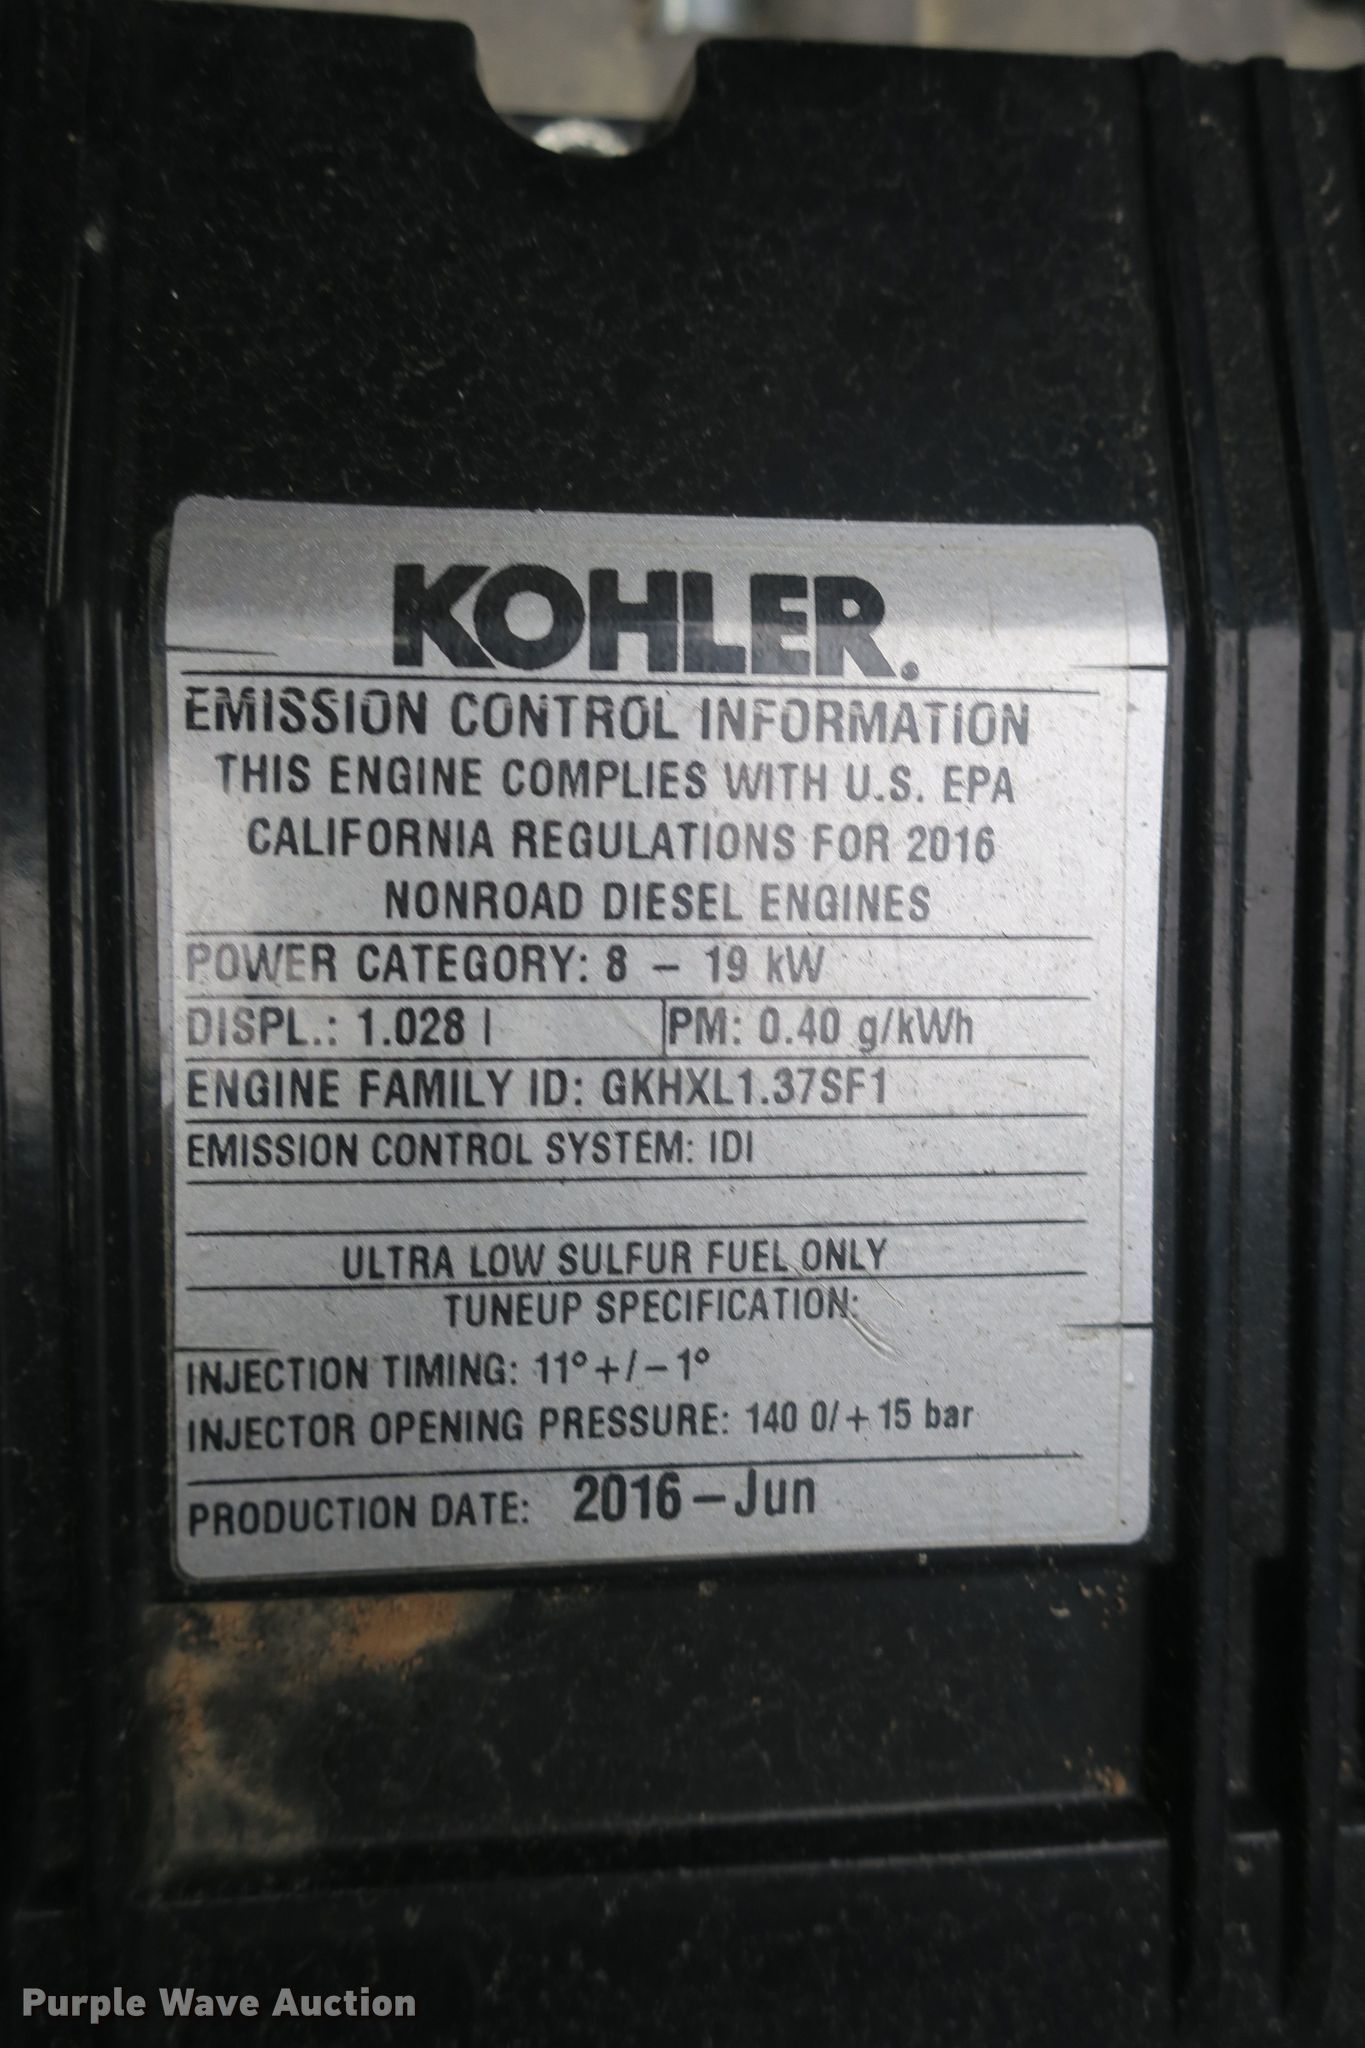 KOHLER.
EMISSION CONTROL INFORMATION
THIS ENGINE COMPLIES WITH U.S. EPA
CALIFORNIA REGULATIONS FOR 2016
NONROAD DIESEL ENGINES
POWER CATEGORY: 8 – 19 kW
DISPL.: 1.028 l PM: 0.40 g/kWh
ENGINE FAMILY ID: GKHXL1.37SF1
EMISSION CONTROL SYSTEM: IDI
ULTRA LOW SULFUR FUEL ONLY
TUNEUP SPECIFICATION:
INJECTION TIMING: 11° +/– 1°
INJECTOR OPENING PRESSURE: 140 0/+ 15 bar
PRODUCTION DATE: 2016 – Jun
Purple Wave Auction